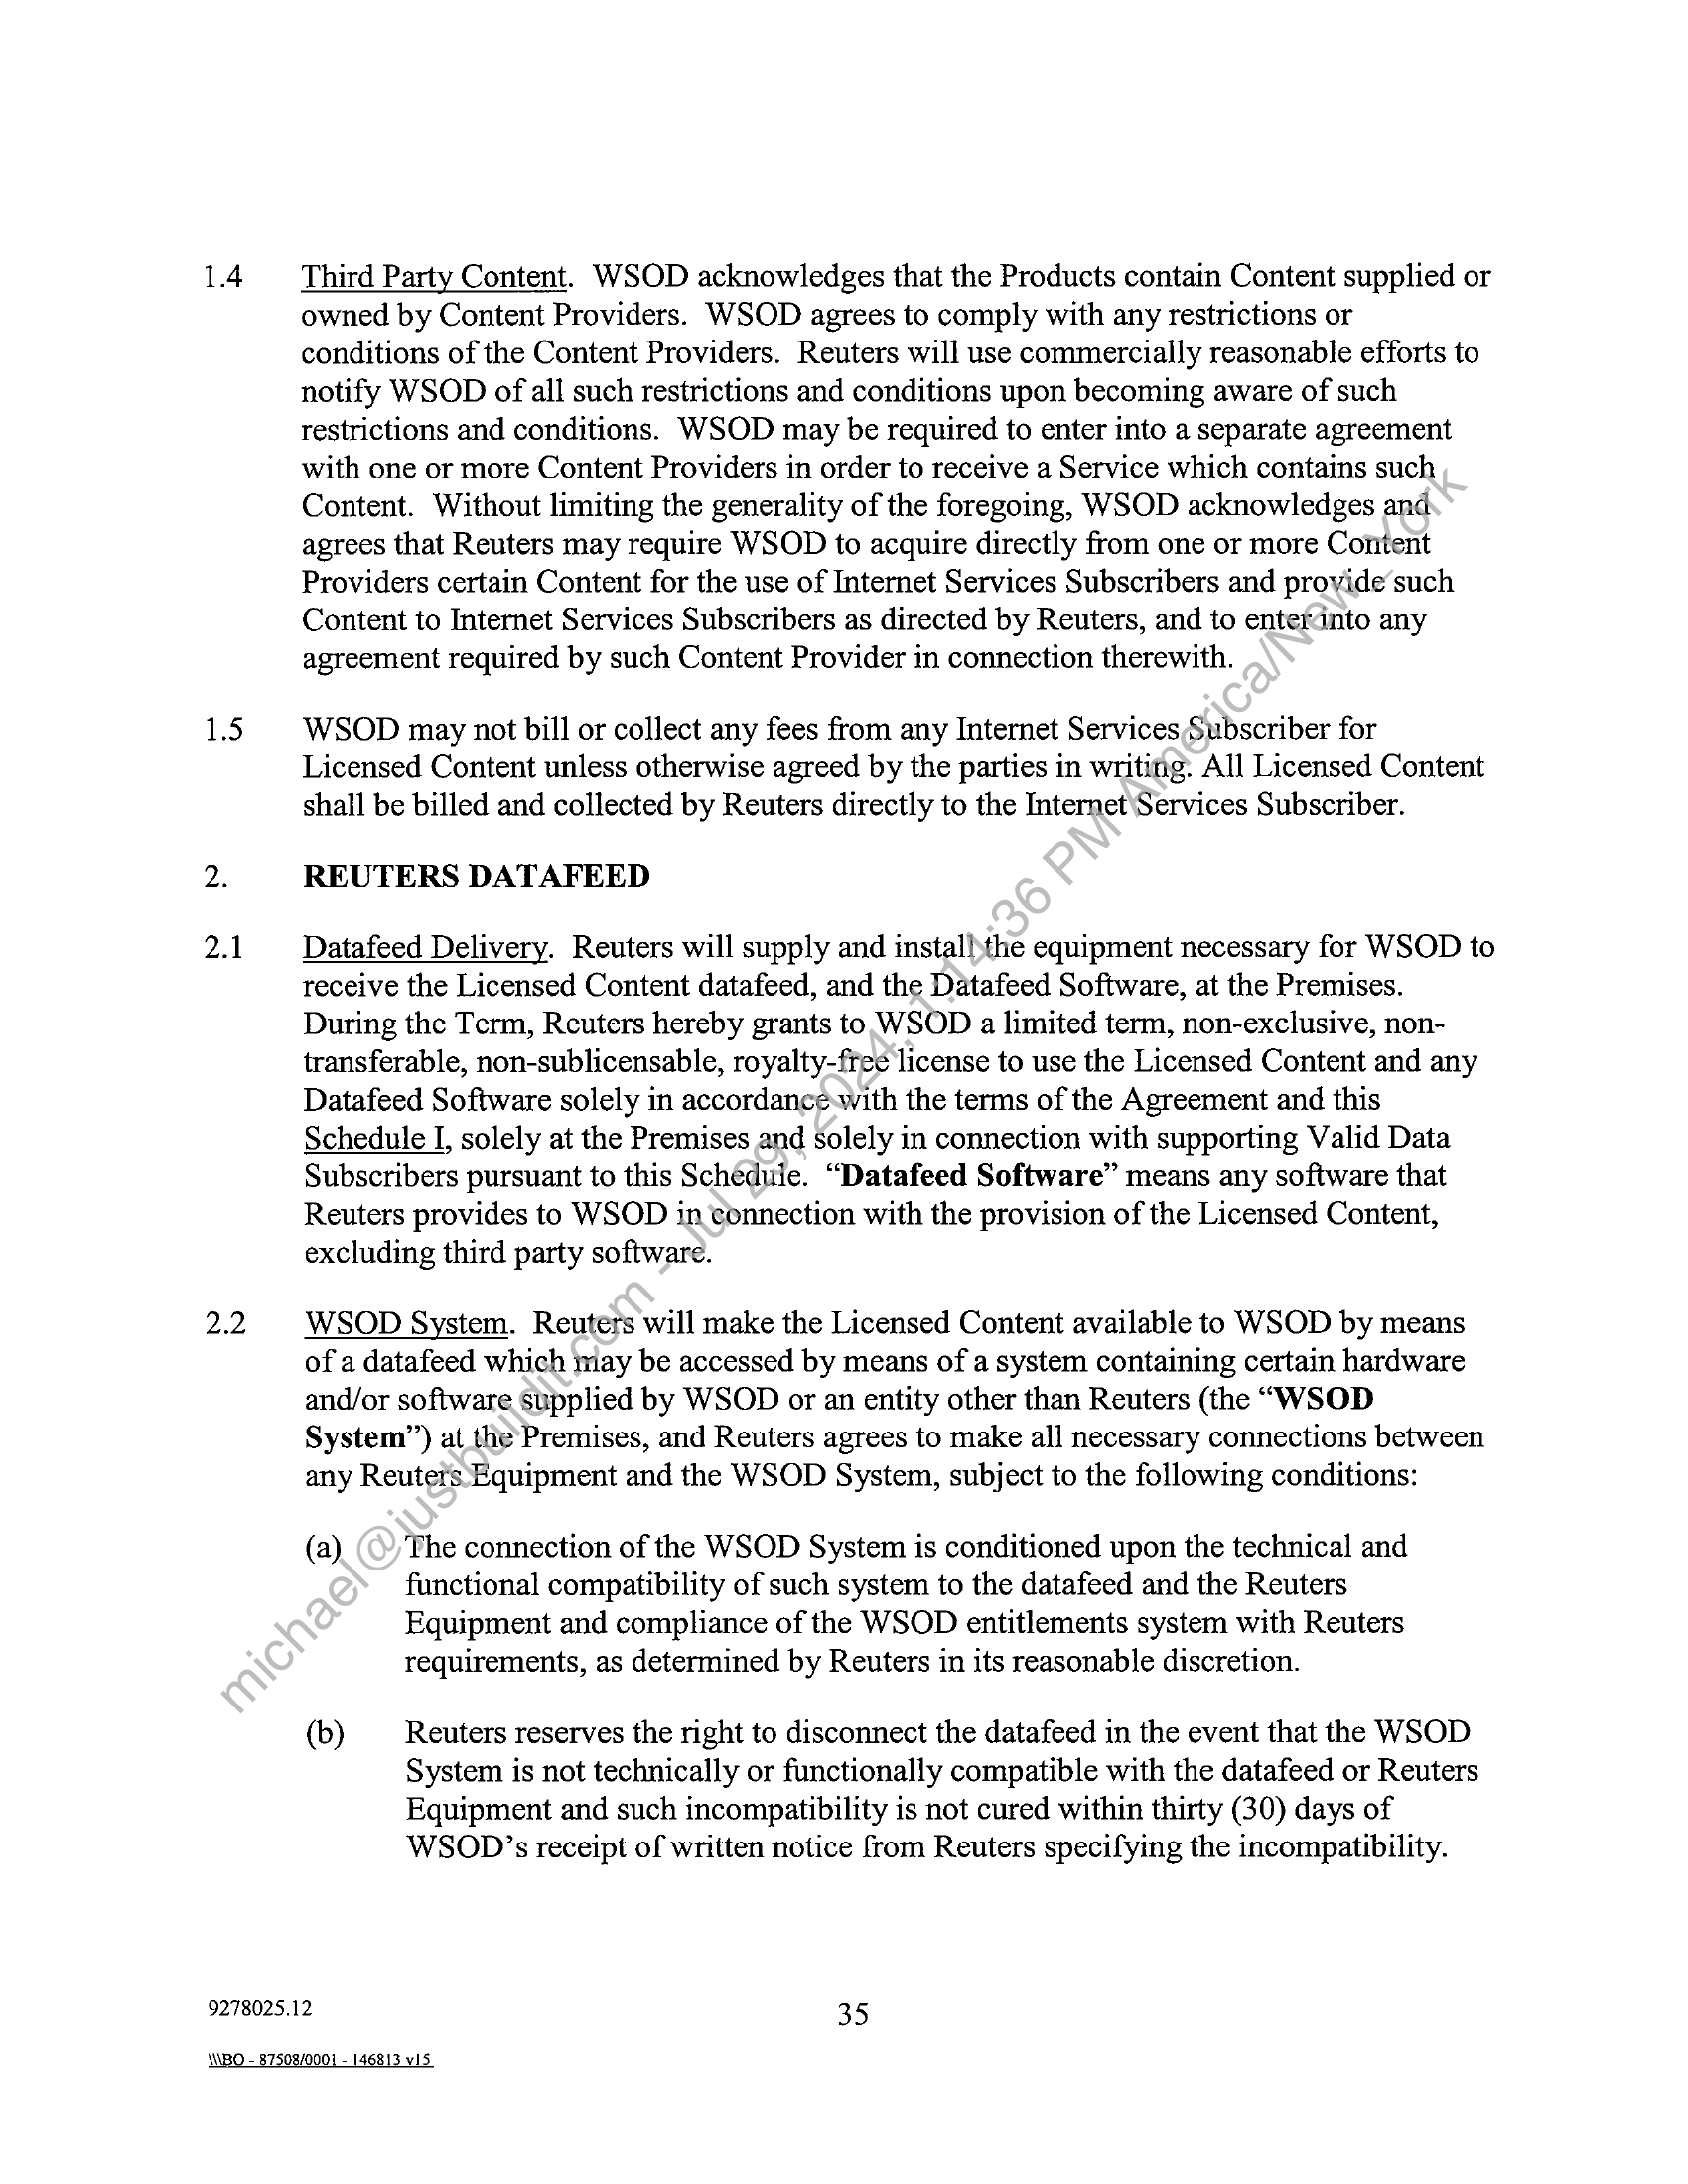 1.4 Third Party Content. WSOD acknowledges that the Products contain Content supplied or
owned by Content Providers. WSOD agrees to comply with any restrictions or
conditions of the Content Providers. Reuters will use commercially reasonable efforts to
notify WSOD of all such restrictions and conditions upon becoming aware of such
restrictions and conditions. WSOD may be required to enter into a separate agreement
with one or more Content Providers in order to receive a Service which contains such
Content. Without limiting the generality of the foregoing, WSOD acknowledges and
agrees that Reuters may require WSOD to acquire directly from one or more Content
Providers certain Content for the use of Internet Services Subscribers and provide such
Content to Internet Services Subscribers as directed by Reuters, and to enter into any
agreement required by such Content Provider in connection therewith.
1.5 WSOD may not bill or collect any fees from any Internet Services Subscriber for
Licensed Content unless otherwise agreed by the parties in writing. All Licensed Content
shall be billed and collected by Reuters directly to the Internet Services Subscriber.
2. REUTERS DATAFEED
2.1 Datafeed Delivery. Reuters will supply and install the equipment necessary for WSOD to
receive the Licensed Content datafeed, and the Datafeed Software, at the Premises.
During the Term, Reuters hereby grants to WSOD a limited term, non-exclusive, non-
transferable, non-sublicensable, royalty-free license to use the Licensed Content and any
Datafeed Software solely in accordance with the terms of the Agreement and this
Schedule I, solely at the Premises and solely in connection with supporting Valid Data
Subscribers pursuant to this Schedule. “Datafeed Software” means any software that
Reuters provides to WSOD in connection with the provision of the Licensed Content,
excluding third party software.
2.2 WSOD System. Reuters will make the Licensed Content available to WSOD by means
of a datafeed which may be accessed by means of a system containing certain hardware
and/or software supplied by WSOD or an entity other than Reuters (the “WSOD
System”) at the Premises, and Reuters agrees to make all necessary connections between
any Reuters Equipment and the WSOD System, subject to the following conditions:
(a) The connection of the WSOD System is conditioned upon the technical and
functional compatibility of such system to the datafeed and the Reuters
Equipment and compliance of the WSOD entitlements system with Reuters
requirements, as determined by Reuters in its reasonable discretion.
(b) Reuters reserves the right to disconnect the datafeed in the event that the WSOD
System is not technically or functionally compatible with the datafeed or Reuters
Equipment and such incompatibility is not cured within thirty (30) days of
WSOD’s receipt of written notice from Reuters specifying the incompatibility.
9278025.12
35
\\\BO - 87508/0001 - 146813 v15
michael@justbuildit.com - Jul 29, 2024, 1:14:36 PM America/New_York